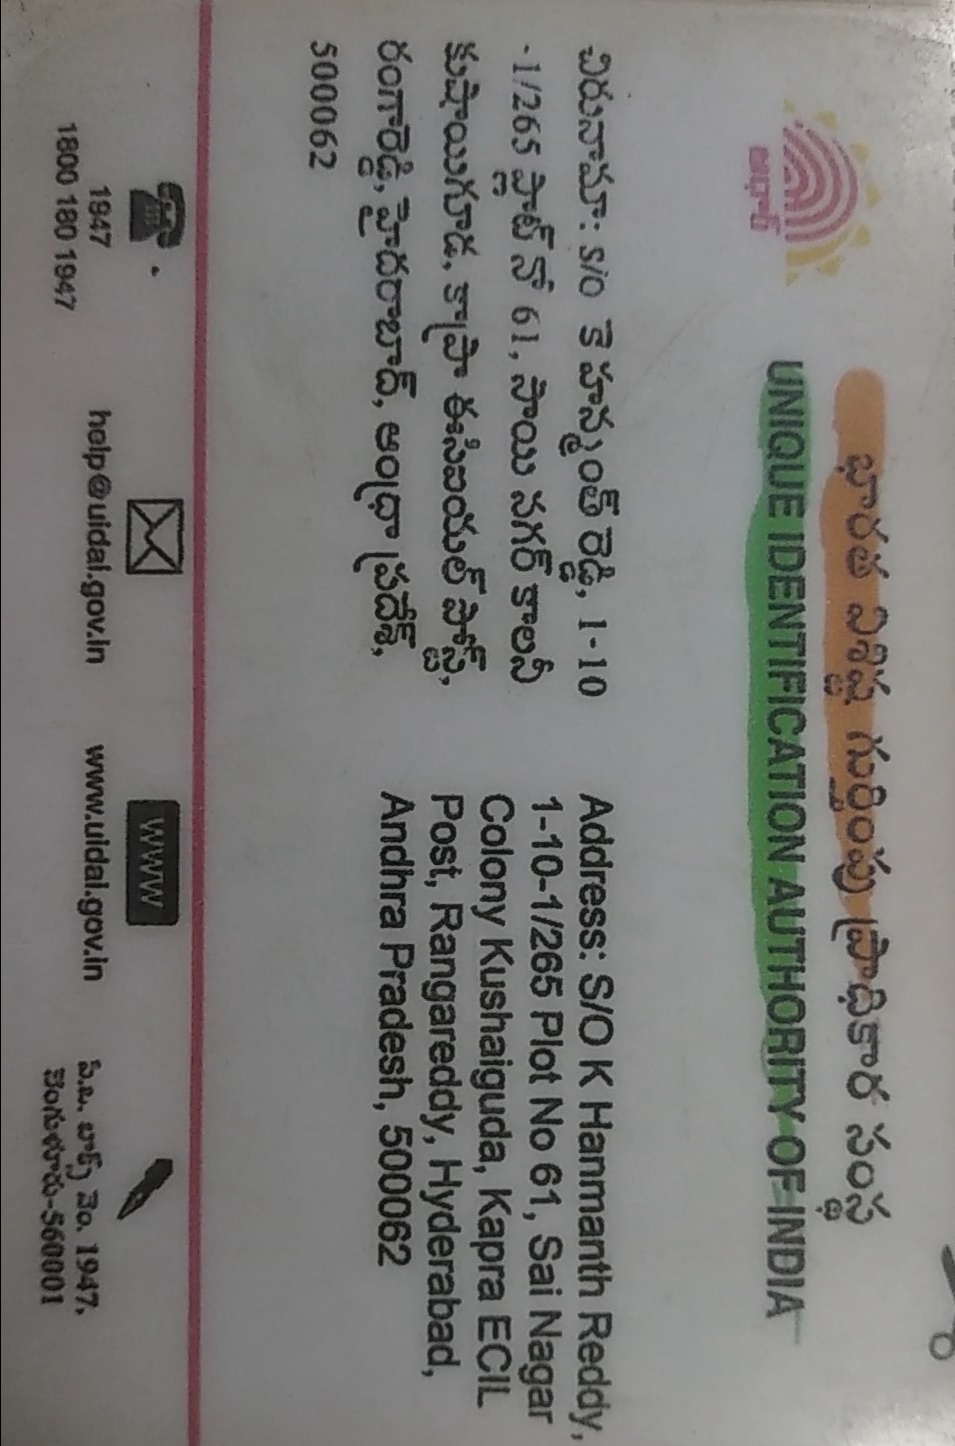 భారత విశిష్ట గుర్తింపు ప్రాధికార సంస్థ
UNIQUE IDENTIFICATION AUTHORITY OF INDIA
ఆధార్
చిరునామా: S/O కె హన్మంత్ రెడ్డి, 1-10
-1/265 ప్లాట్ నో 61, సాయి నగర్ కాలనీ
కుషాయిగూడ, కాప్రా ఈసిఐయల్ పోస్ట్,
రంగారెడ్డి, హైదరాబాద్, ఆంధ్రా ప్రదేశ్,
500062
Address: S/O K Hanmanth Reddy,
1-10-1/265 Plot No 61, Sai Nagar
Colony Kushaiguda, Kapra ECIL
Post, Rangareddy, Hyderabad,
Andhra Pradesh, 500062
1947
1800 180 1947
help@uidai.gov.in
WWW
www.uidai.gov.in
పి.ఒ. బాక్స్ నెం. 1947,
బెంగుళూరు-560001